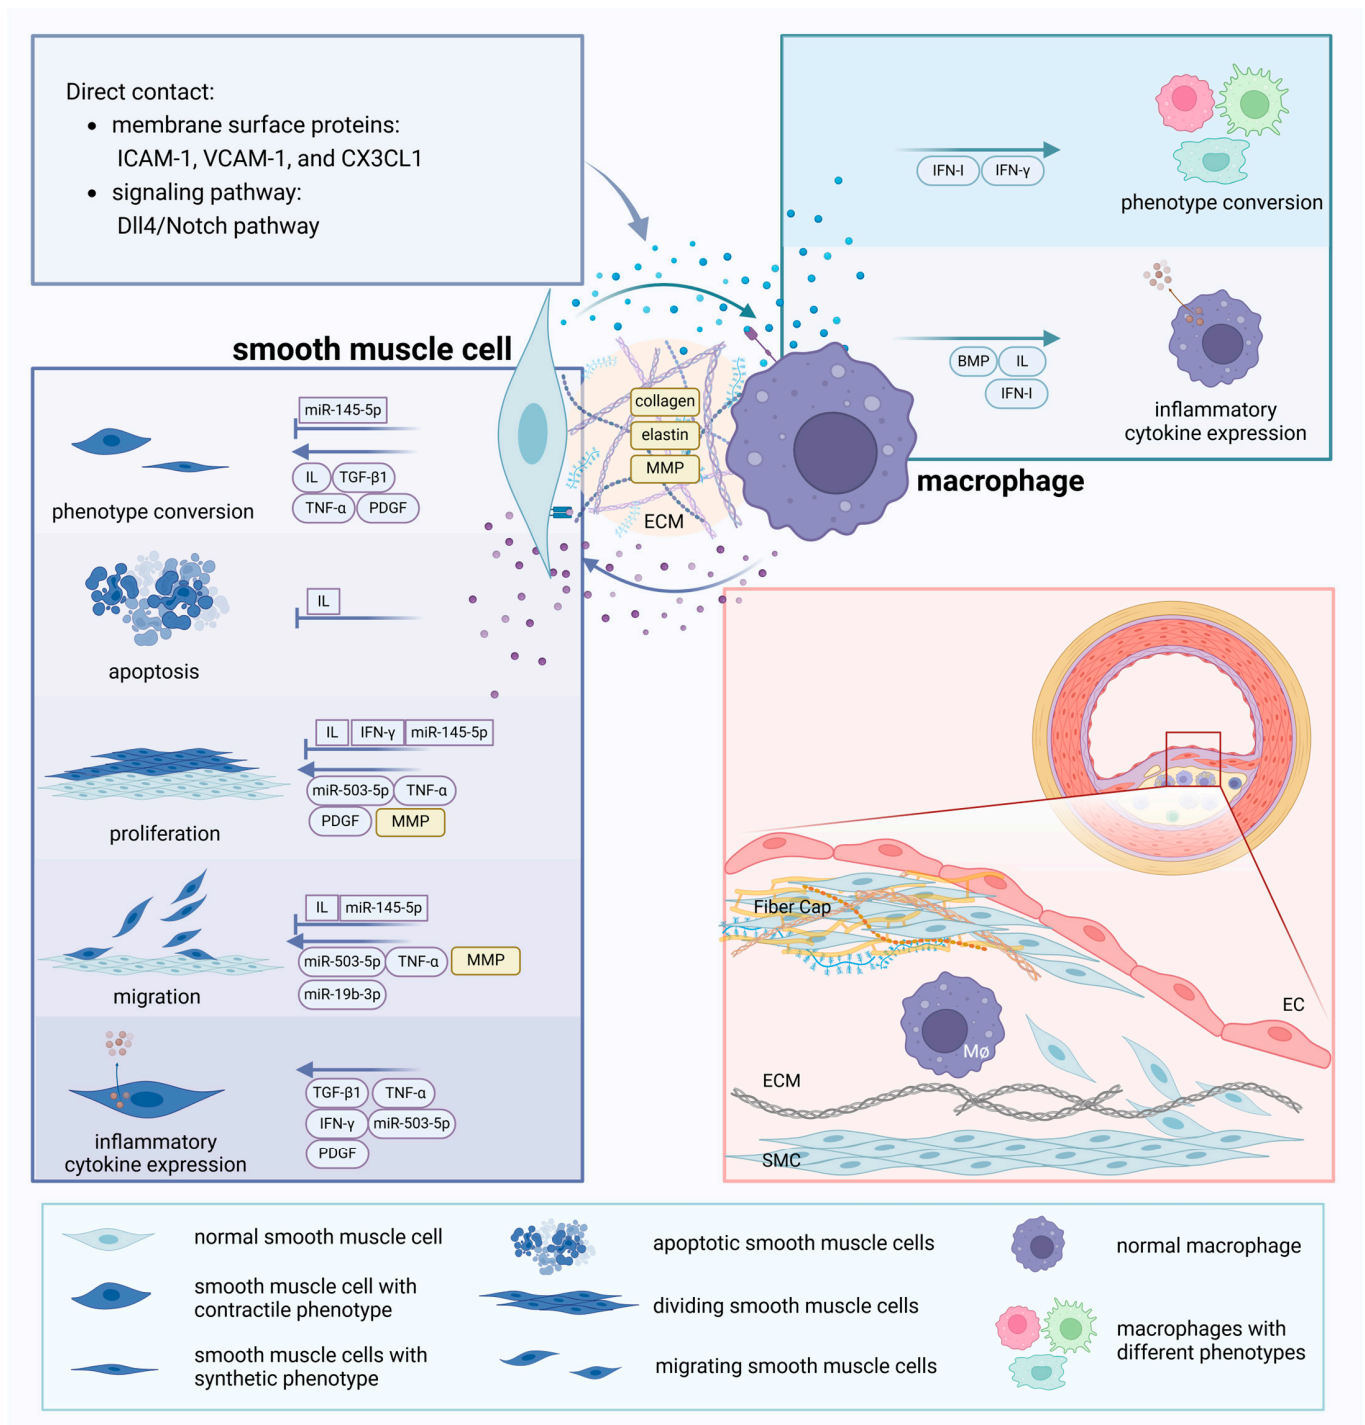 Direct contact:
• membrane surface proteins:
ICAM-1, VCAM-1, and CX3CL1
• signaling pathway:
Dll4/Notch pathway
IFN-I
IFN-γ
phenotype conversion
BMP
IL
IFN-I
inflammatory
cytokine expression
smooth muscle cell
collagen
elastin
MMP
ECM
macrophage
miR-145-5p
IL
TGF-β1
TNF-α
PDGF
phenotype conversion
IL
apoptosis
IL
IFN-γ
miR-145-5p
miR-503-5p
TNF-α
PDGF
MMP
proliferation
IL
miR-145-5p
miR-503-5p
TNF-α
MMP
miR-19b-3p
migration
TGF-β1
TNF-α
IFN-γ
miR-503-5p
PDGF
inflammatory
cytokine expression
Fiber Cap
EC
Mø
ECM
SMC
normal smooth muscle cell
smooth muscle cell with
contractile phenotype
smooth muscle cells with
synthetic phenotype
apoptotic smooth muscle cells
dividing smooth muscle cells
migrating smooth muscle cells
normal macrophage
macrophages with
different phenotypes